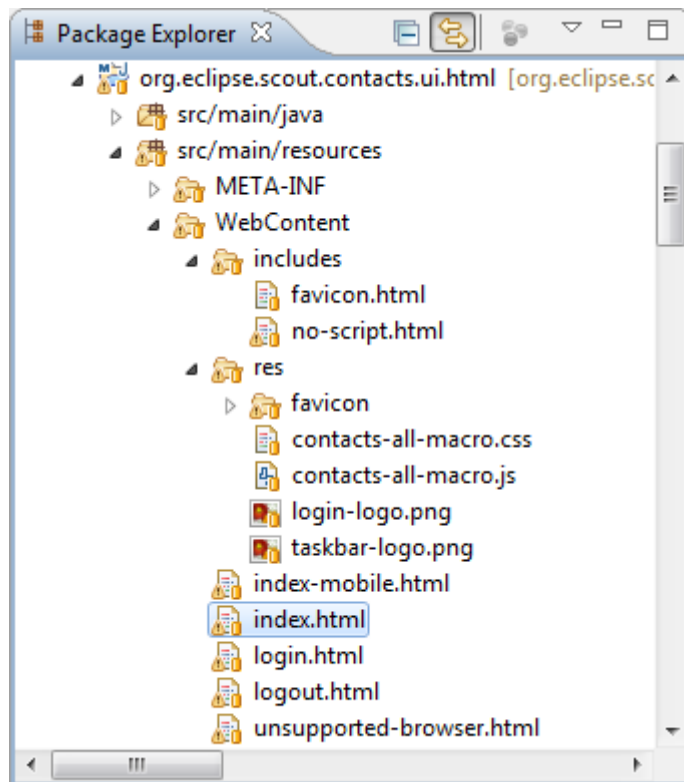 Package Explorer
org.eclipse.scout.contacts.ui.html [org.eclipse.sc
src/main/java
src/main/resources
META-INF
WebContent
includes
favicon.html
no-script.html
res
favicon
contacts-all-macro.css
contacts-all-macro.js
login-logo.png
taskbar-logo.png
index-mobile.html
index.html
login.html
logout.html
unsupported-browser.html